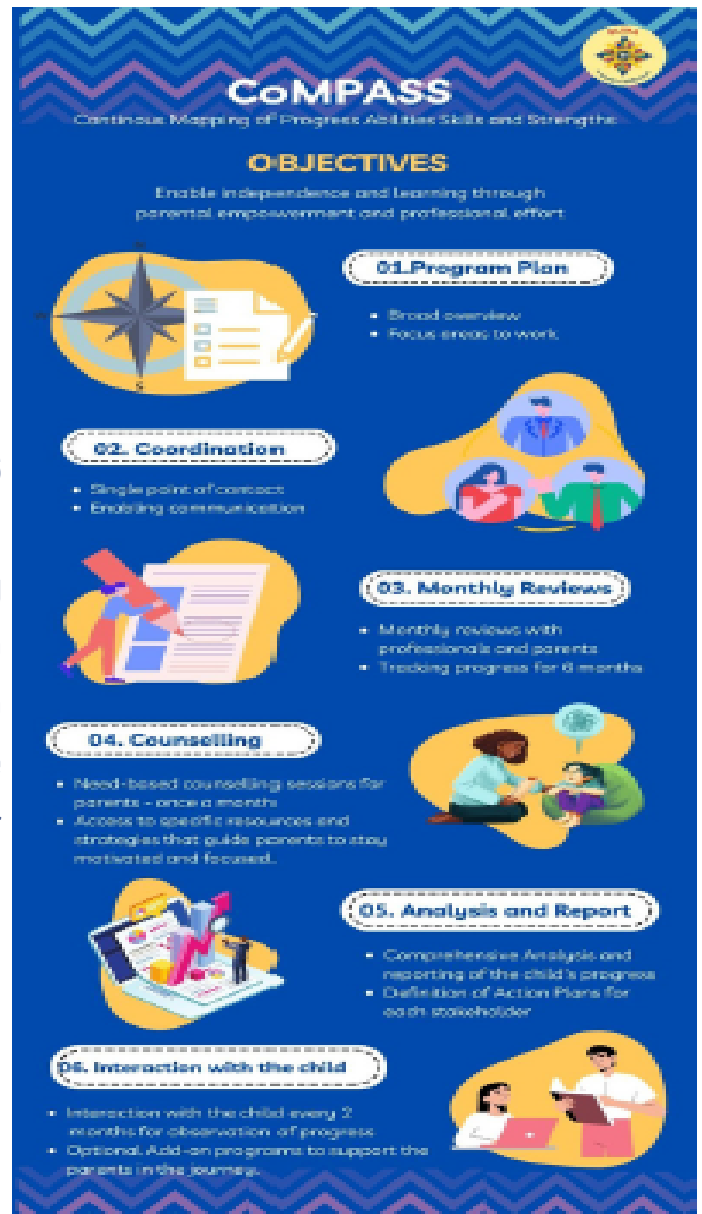 CoMPASS
Continous Mapping of Progress Abilities Skills and Strengths
OBJECTIVES
Enable independence and learning through
parental empowerment and professional effort
N
W
S
01.Program Plan
• Broad overview
• Focus areas to work
02. Coordination
• Single point of contact
• Enabling communication
03. Monthly Reviews
• Monthly reviews with
professionals and parents
• Tracking progress for 6 months
04. Counselling
• Need-based counselling sessions for
parents - once a month
• Access to specific resources and
strategies that guide parents to stay
motivated and focused.
05. Analysis and Report
• Comprehensive Analysis and
reporting of the child's progress
• Definition of Action Plans for
each stakeholder
06. Interaction with the child
• Interaction with the child every 2
months for observation of progress
• Optional Add-on programs to support the
parents in the journey.